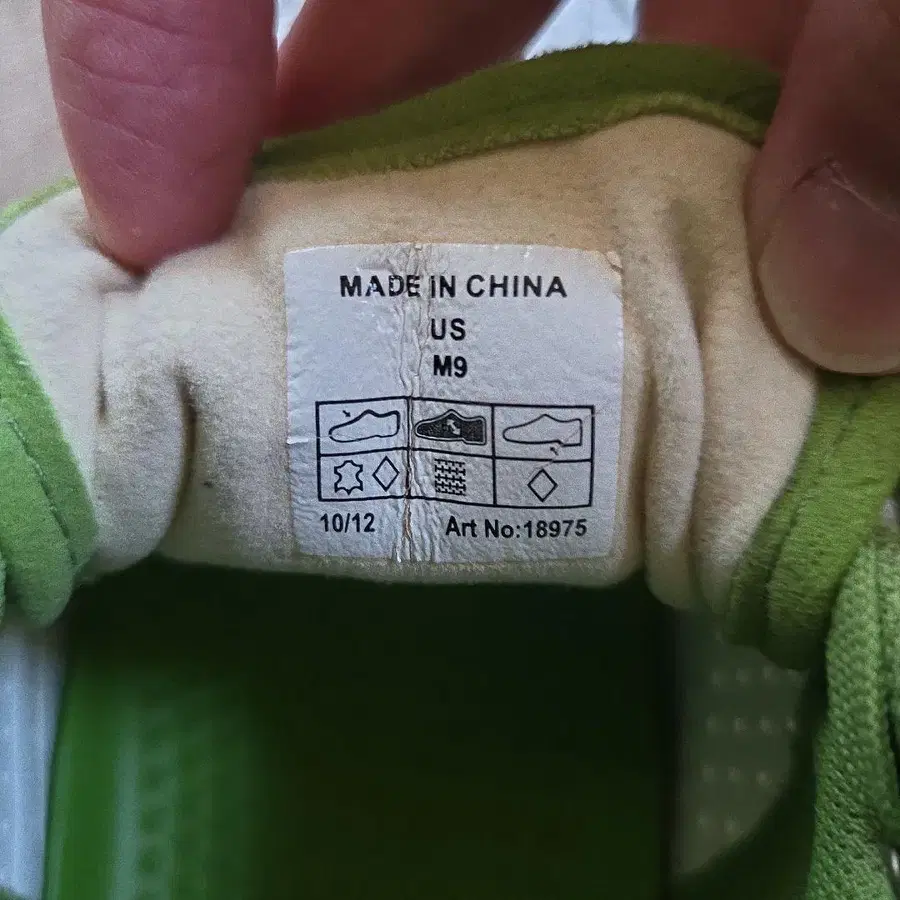 MADE IN CHINA
US
M9
10/12 Art No:18975